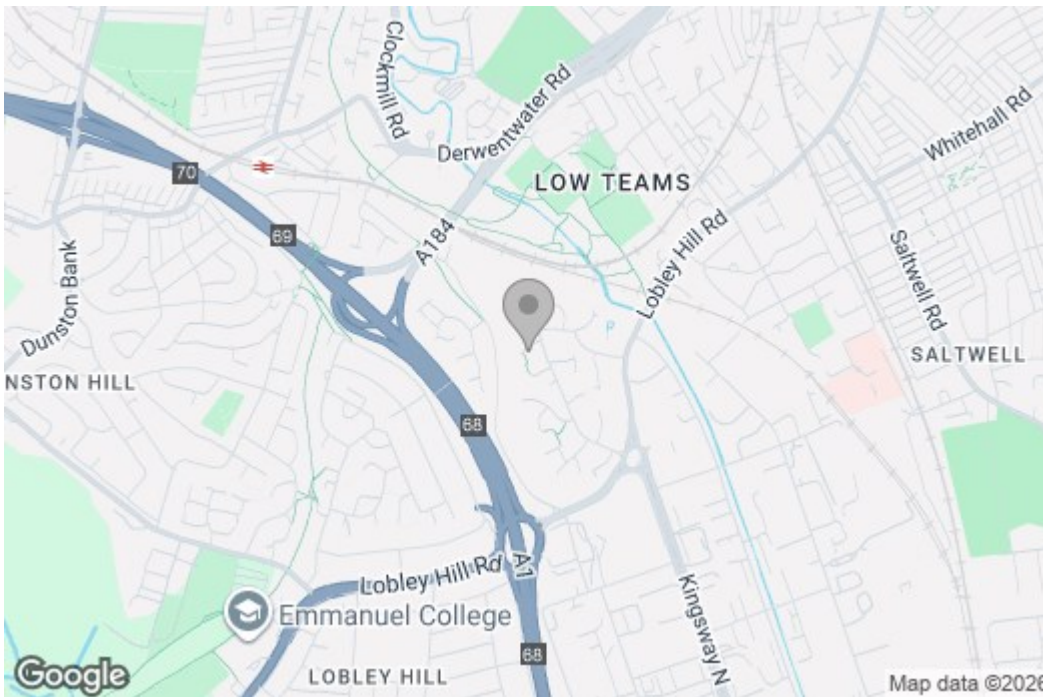 Clockmill Rd
Derwentwater Rd
Whitehall Rd
70
LOW TEAMS
69
A184
Lobley Hill Rd
Saltwell Rd
Dunston Bank
SALTWELL
NSTON HILL
68
Lobley Hill Rd
A1
Kingsway N
Emmanuel College
68
LOBLEY HILL
Google
Map data ©2026